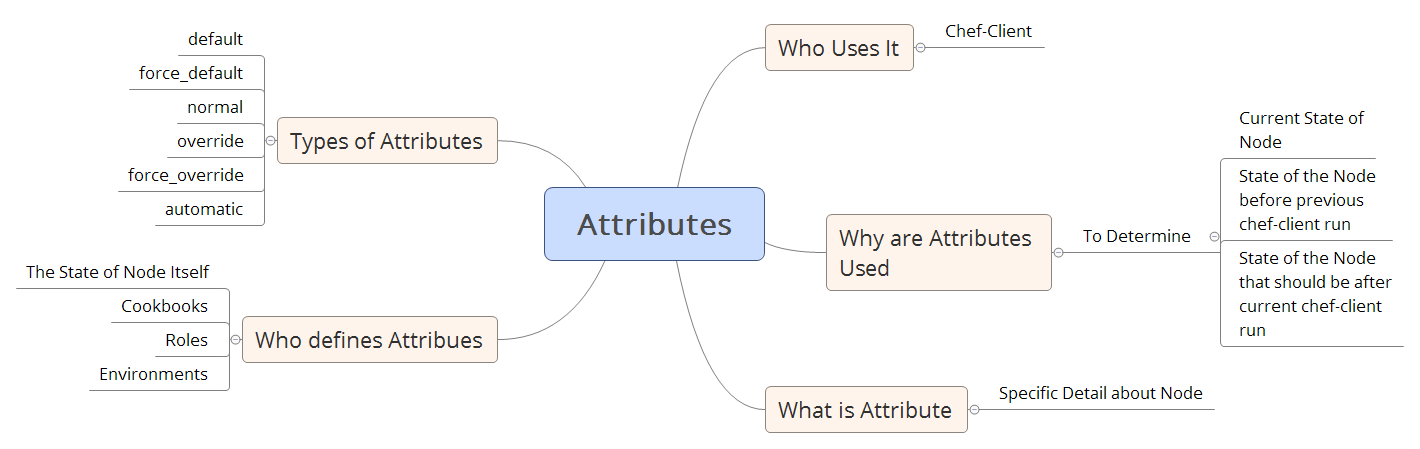 Attributes
Who Uses It
Chef-Client
Why are Attributes
Used
To Determine
Current State of
Node
State of the Node
before previous
chef-client run
State of the Node
that should be after
current chef-client
run
What is Attribute
Specific Detail about Node
Types of Attributes
default
force_default
normal
override
force_override
automatic
Who defines Attribues
The State of Node Itself
Cookbooks
Roles
Environments